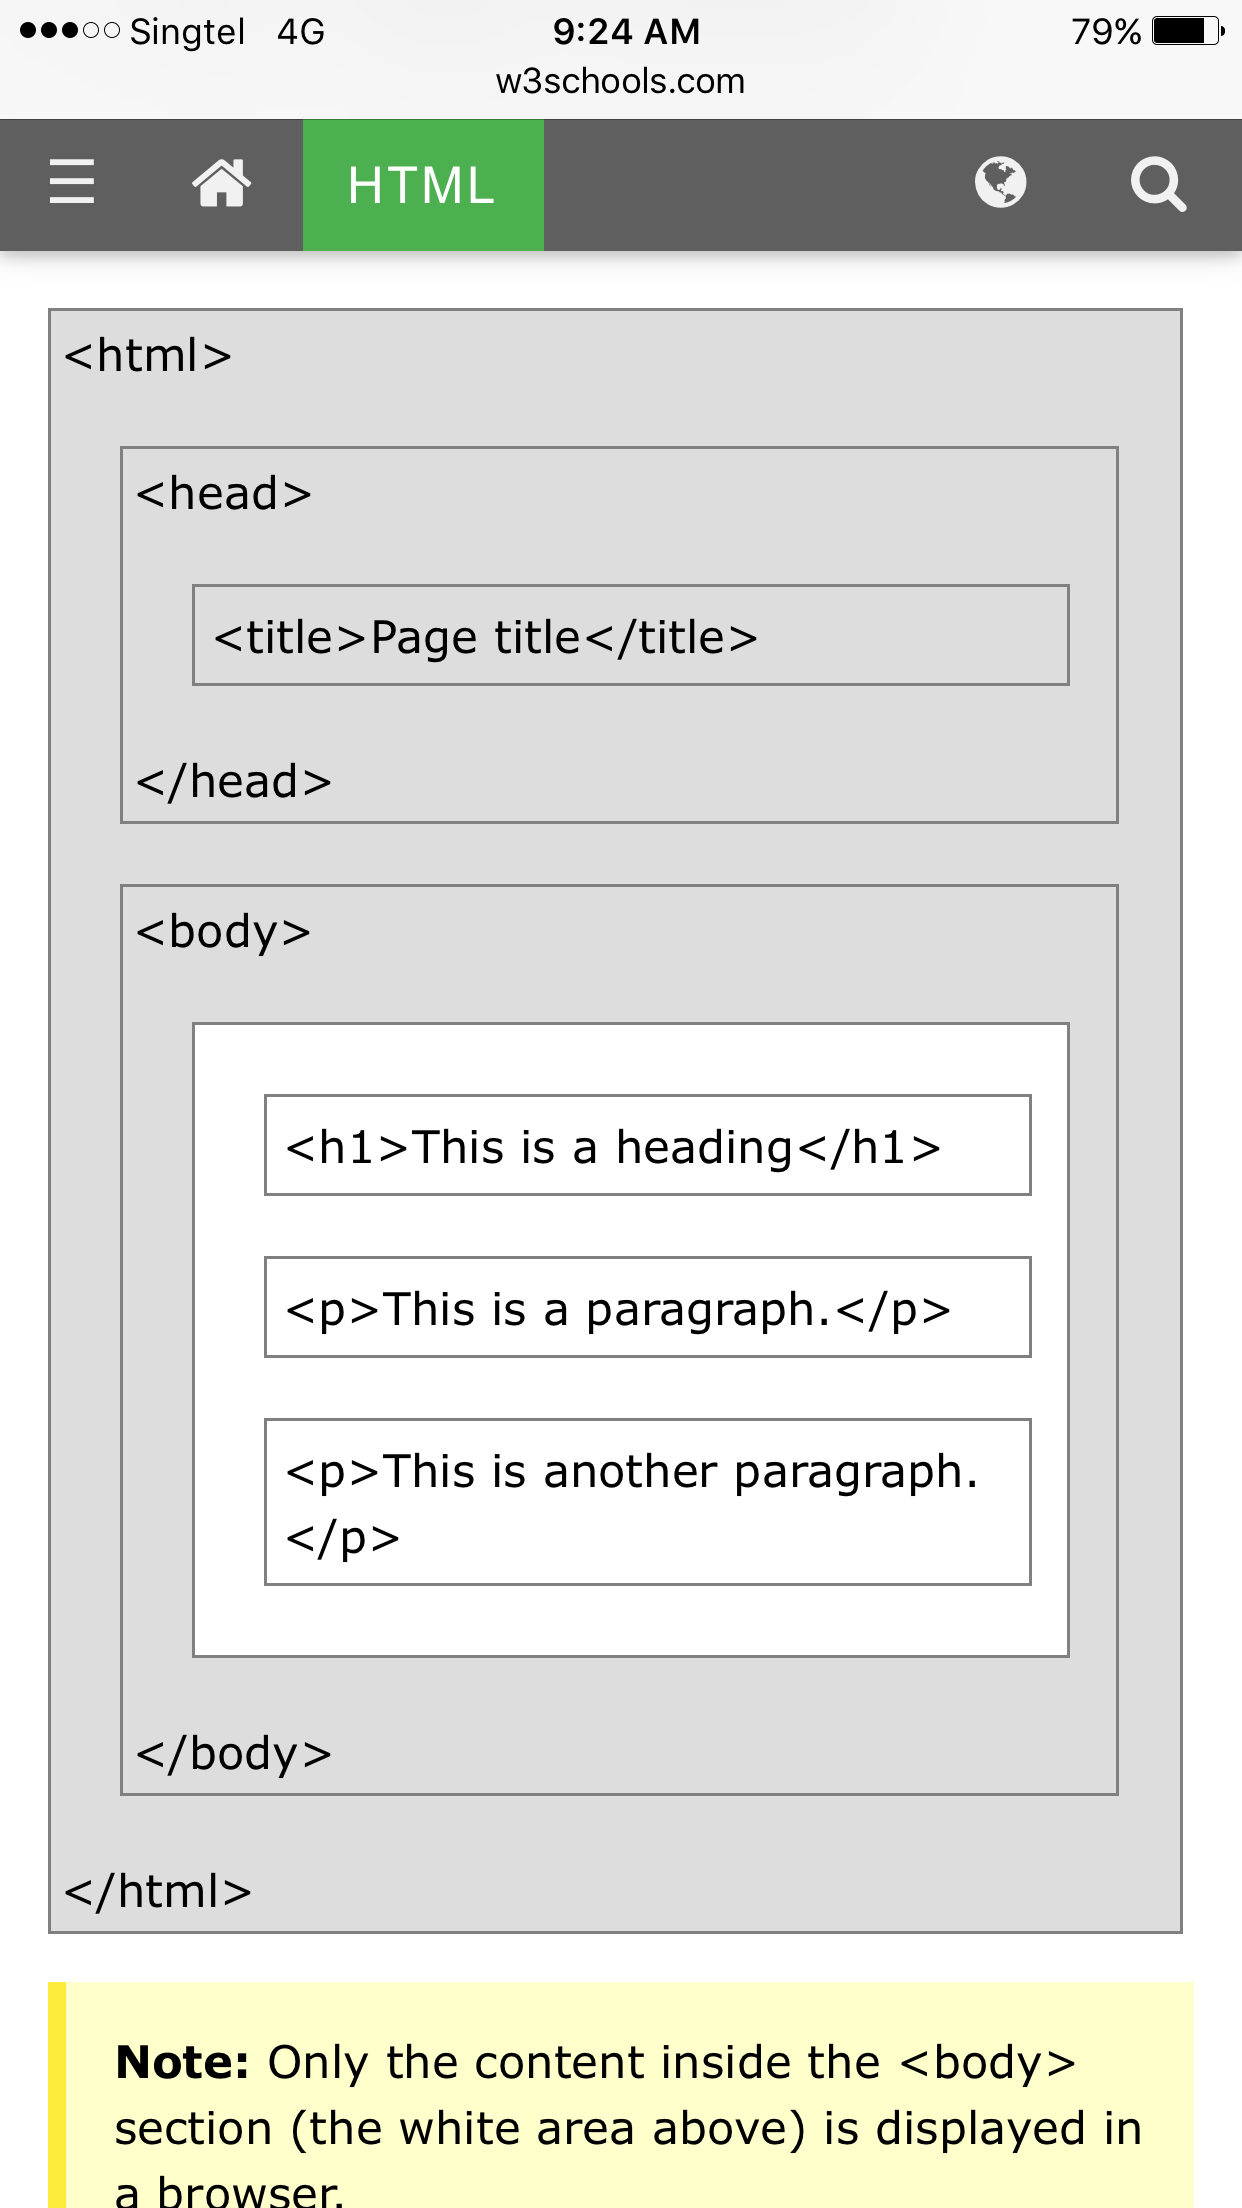 Singtel 4G 9:24 AM 79%
w3schools.com
HTML
<html>
<head>
<title>Page title</title>
</head>
<body>
<h1>This is a heading</h1>
<p>This is a paragraph.</p>
<p>This is another paragraph.
</p>
</body>
</html>
Note: Only the content inside the <body>
section (the white area above) is displayed in
a browser.